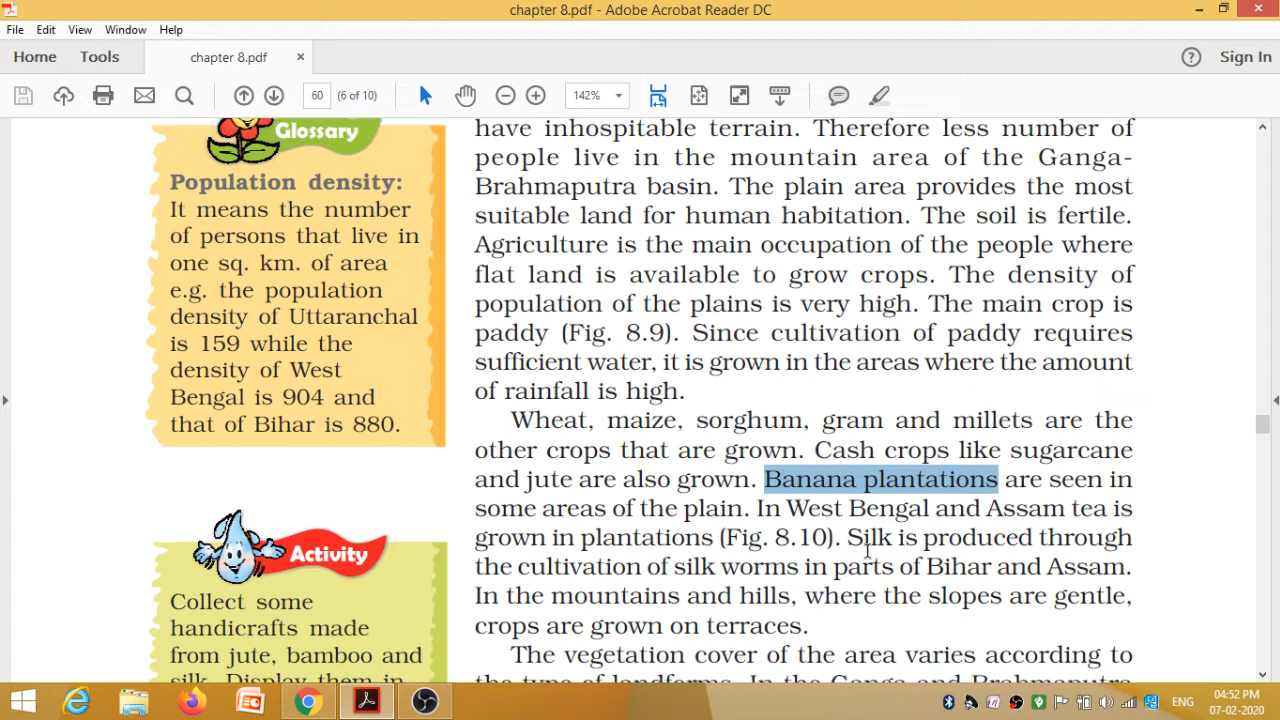 chapter 8.pdf - Adobe Acrobat Reader DC
File Edit View Window Help
Home Tools chapter 8.pdf × ? Sign In
60 (6 of 10) 142%
Glossary
Population density:
It means the number
of persons that live in
one sq. km. of area
e.g. the population
density of Uttaranchal
is 159 while the
density of West
Bengal is 904 and
that of Bihar is 880.
Activity
Collect some
handicrafts made
from jute, bamboo and
silk. Display them in
have inhospitable terrain. Therefore less number of
people live in the mountain area of the Ganga-
Brahmaputra basin. The plain area provides the most
suitable land for human habitation. The soil is fertile.
Agriculture is the main occupation of the people where
flat land is available to grow crops. The density of
population of the plains is very high. The main crop is
paddy (Fig. 8.9). Since cultivation of paddy requires
sufficient water, it is grown in the areas where the amount
of rainfall is high.
Wheat, maize, sorghum, gram and millets are the
other crops that are grown. Cash crops like sugarcane
and jute are also grown. Banana plantations are seen in
some areas of the plain. In West Bengal and Assam tea is
grown in plantations (Fig. 8.10). Silk is produced through
the cultivation of silk worms in parts of Bihar and Assam.
In the mountains and hills, where the slopes are gentle,
crops are grown on terraces.
The vegetation cover of the area varies according to
the type of landforms. In the Ganga and Brahmaputra
ENG
04:52 PM
07-02-2020